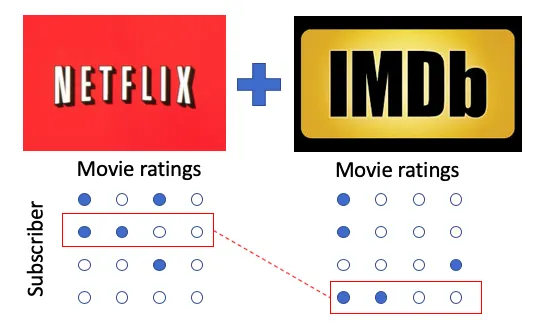 NETFLIX
IMDb
Movie ratings
Movie ratings
Subscriber